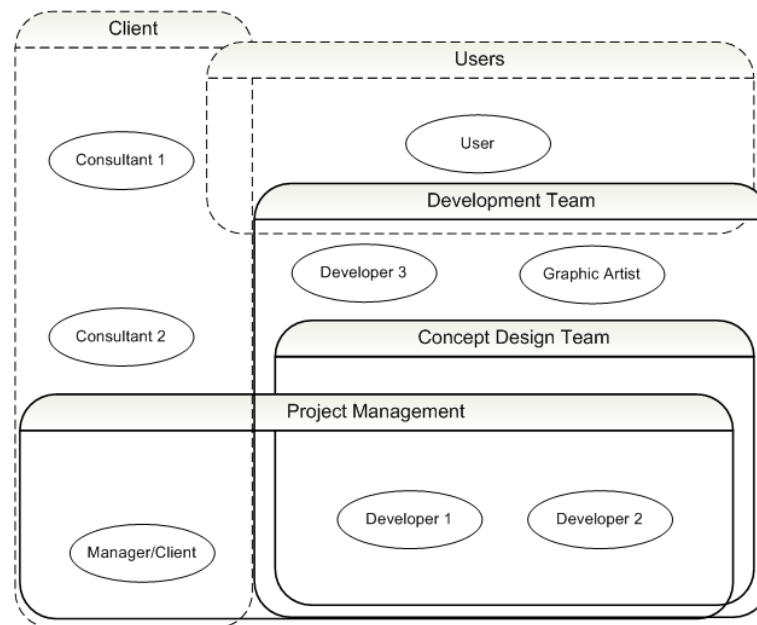 Client
Users
Consultant 1
User
Development Team
Developer 3
Graphic Artist
Consultant 2
Concept Design Team
Project Management
Developer 1
Developer 2
Manager/Client